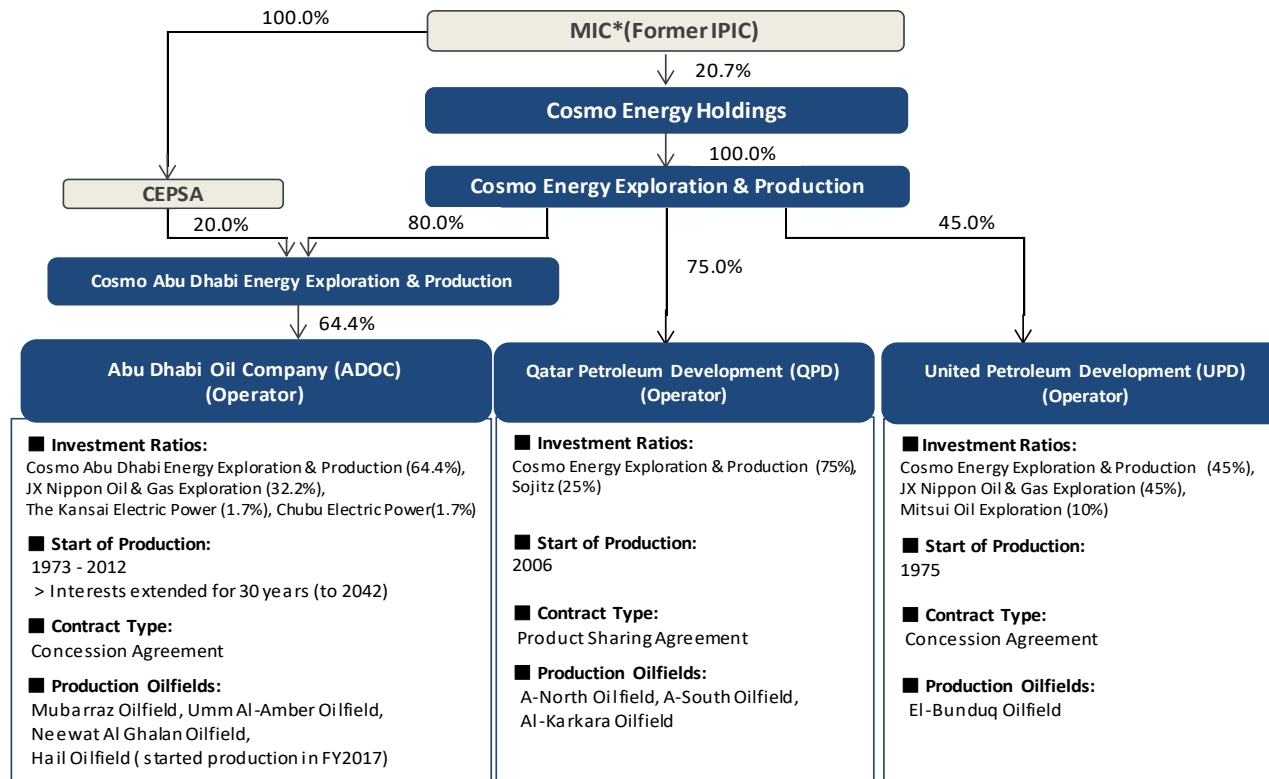 100.0%
MIC*(Former IPIC)
20.7%
Cosmo Energy Holdings
100.0%
CEPSA
Cosmo Energy Exploration & Production
20.0%
80.0%
75.0%
45.0%
Cosmo Abu Dhabi Energy Exploration & Production
64.4%
Abu Dhabi Oil Company (ADOC)
(Operator)
■ Investment Ratios:
Cosmo Abu Dhabi Energy Exploration & Production (64.4%),
JX Nippon Oil & Gas Exploration (32.2%),
The Kansai Electric Power (1.7%), Chubu Electric Power(1.7%)
■ Start of Production:
1973 - 2012
> Interests extended for 30 years (to 2042)
■ Contract Type:
Concession Agreement
■ Production Oilfields:
Mubarraz Oilfield, Umm Al-Amber Oilfield,
Neewat Al Ghalan Oilfield,
Hail Oilfield ( started production in FY2017)
Qatar Petroleum Development (QPD)
(Operator)
■ Investment Ratios:
Cosmo Energy Exploration & Production (75%),
Sojitz (25%)
■ Start of Production:
2006
■ Contract Type:
Product Sharing Agreement
■ Production Oilfields:
A-North Oilfield, A-South Oilfield,
Al-Karkara Oilfield
United Petroleum Development (UPD)
(Operator)
■ Investment Ratios:
Cosmo Energy Exploration & Production (45%)
JX Nippon Oil & Gas Exploration (45%),
Mitsui Oil Exploration (10%)
■ Start of Production:
1975
■ Contract Type:
Concession Agreement
■ Production Oilfields:
El-Bunduq Oilfield